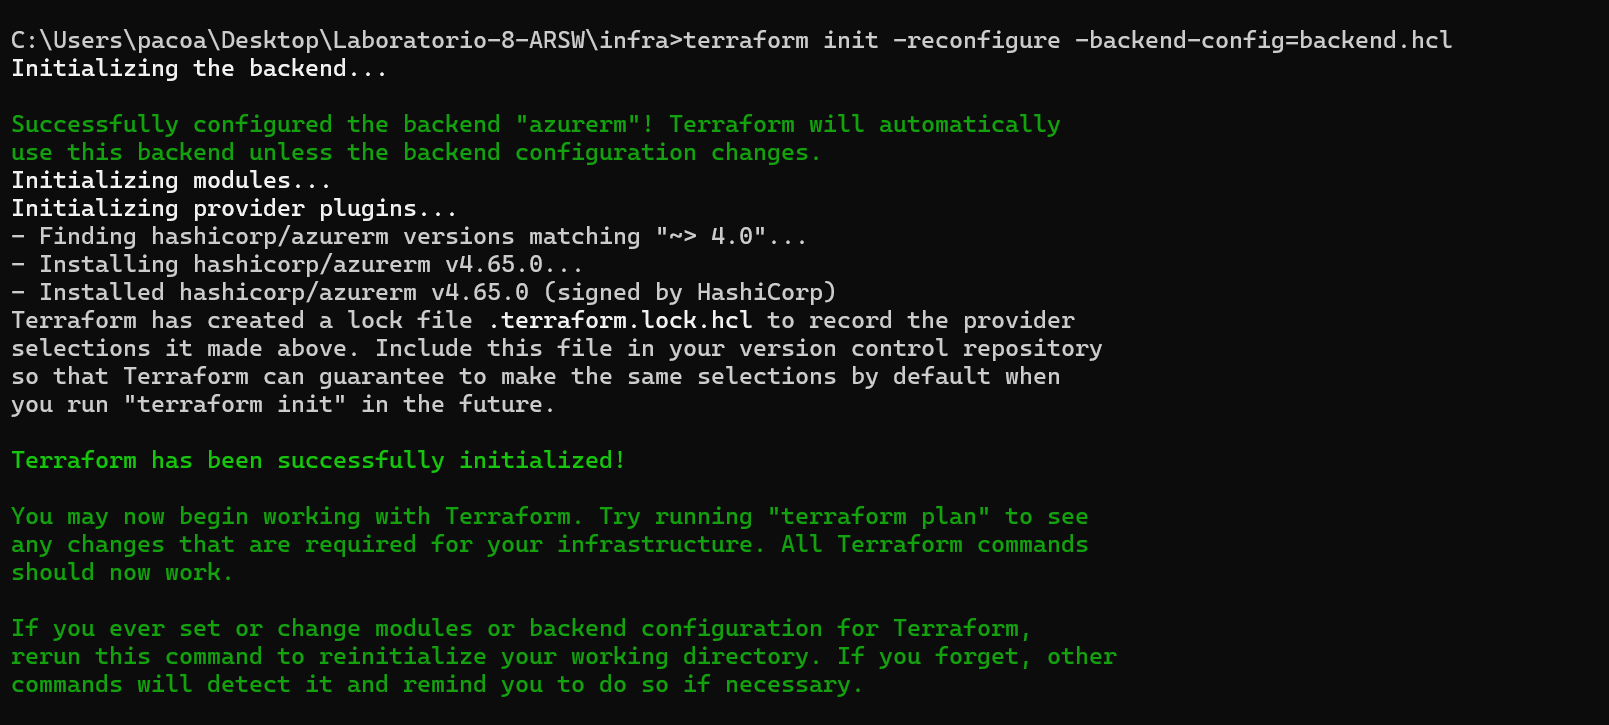 C:\Users\pacoa\Desktop\Laboratorio-8-ARSW\infra>terraform init -reconfigure -backend-config=backend.hcl
Initializing the backend...
Successfully configured the backend "azurerm"! Terraform will automatically
use this backend unless the backend configuration changes.
Initializing modules...
Initializing provider plugins...
- Finding hashicorp/azurerm versions matching "~> 4.0"...
- Installing hashicorp/azurerm v4.65.0...
- Installed hashicorp/azurerm v4.65.0 (signed by HashiCorp)
Terraform has created a lock file .terraform.lock.hcl to record the provider
selections it made above. Include this file in your version control repository
so that Terraform can guarantee to make the same selections by default when
you run "terraform init" in the future.
Terraform has been successfully initialized!
You may now begin working with Terraform. Try running "terraform plan" to see
any changes that are required for your infrastructure. All Terraform commands
should now work.
If you ever set or change modules or backend configuration for Terraform,
rerun this command to reinitialize your working directory. If you forget, other
commands will detect it and remind you to do so if necessary.